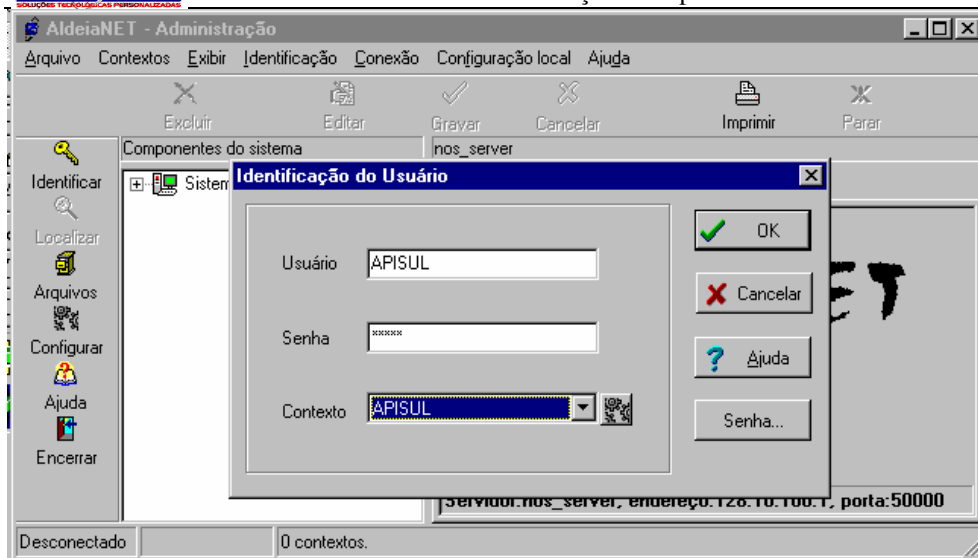 SOLUÇÕES TECNOLÓGICAS PERSONALIZADAS
AldeiaNET - Administração
Arquivo Contextos Exibir Identificação Conexão Configuração local Ajuda
Excluir Editar Gravar Cancelar Imprimir Parar
Componentes do sistema nos_server
Identificar
Localizar
Arquivos
Configurar
Ajuda
Encerrar
Identificação do Usuário
Usuário APISUL
Senha *****
Contexto APISUL
OK
Cancelar
Ajuda
Senha...
Servidor:nos_server, endereço:128.10.100.1, porta:50000
Desconectado 0 contextos.